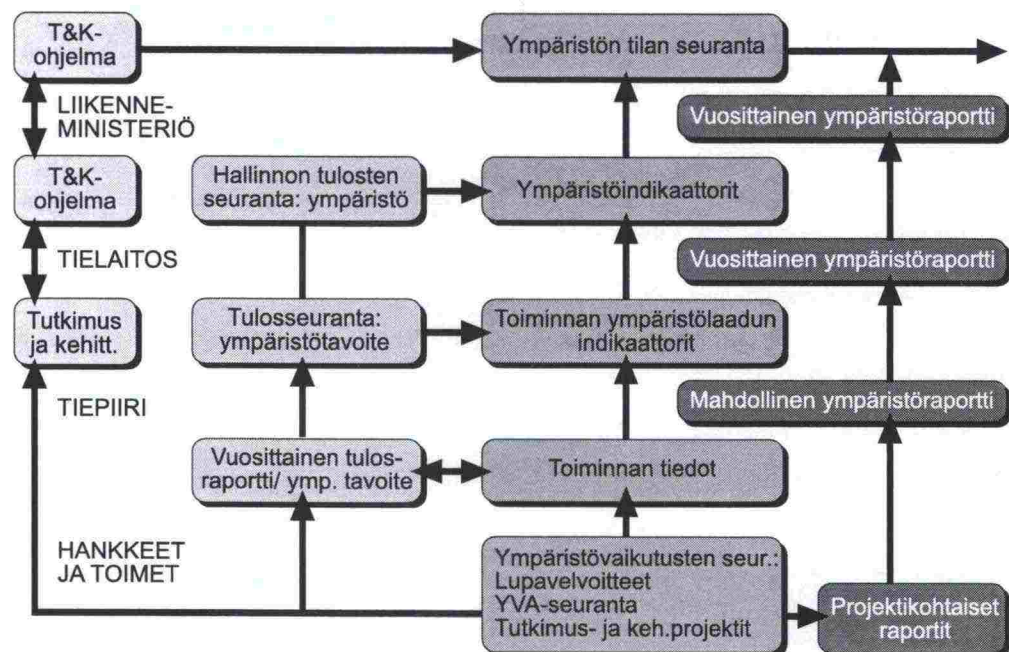 T&K-
ohjelma
Ympäristön tilan seuranta
LIIKENNE-
MINISTERIÖ
Vuosittainen ympäristöraportti
T&K-
ohjelma
Hallinnon tulosten
seuranta: ympäristö
Ympäristöindikaattorit
TIELAITOS
Vuosittainen ympäristöraportti
Tutkimus
ja kehitt.
Tulosseuranta:
ympäristötavoite
Toiminnan ympäristölaadun
indikaattorit
TIEPIIRI
Mahdollinen ympäristöraportti
Vuosittainen tulos-
raportti/ ymp. tavoite
Toiminnan tiedot
HANKKEET
JA TOIMET
Ympäristövaikutusten seur.:
Lupavelvoitteet
YVA-seuranta
Tutkimus- ja keh.projektit
Projektikohtaiset
raportit